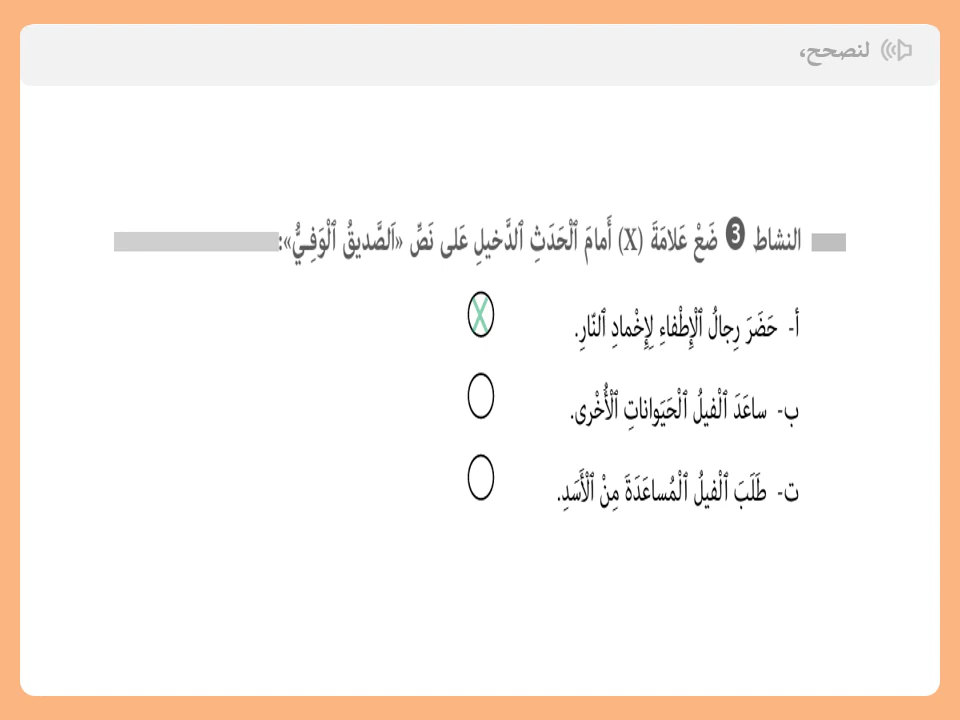 لنصحح،
النشاط 3 ضَعْ عَلامَةَ (X) أَمامَ ٱلْحَدَثِ ٱلدَّخيلِ عَلى نَصِّ «اَلصَّديقُ ٱلْوَفِيُّ»:
أ- حَضَرَ رِجالُ ٱلْإِطْفاءِ لِإِخْمادِ ٱلنّارِ.
ب- ساعَدَ ٱلْفيلُ ٱلْحَيَواناتِ ٱلْأُخْرى.
ت- طَلَبَ ٱلْفيلُ ٱلْمُساعَدَةَ مِنْ ٱلْأَسَدِ.